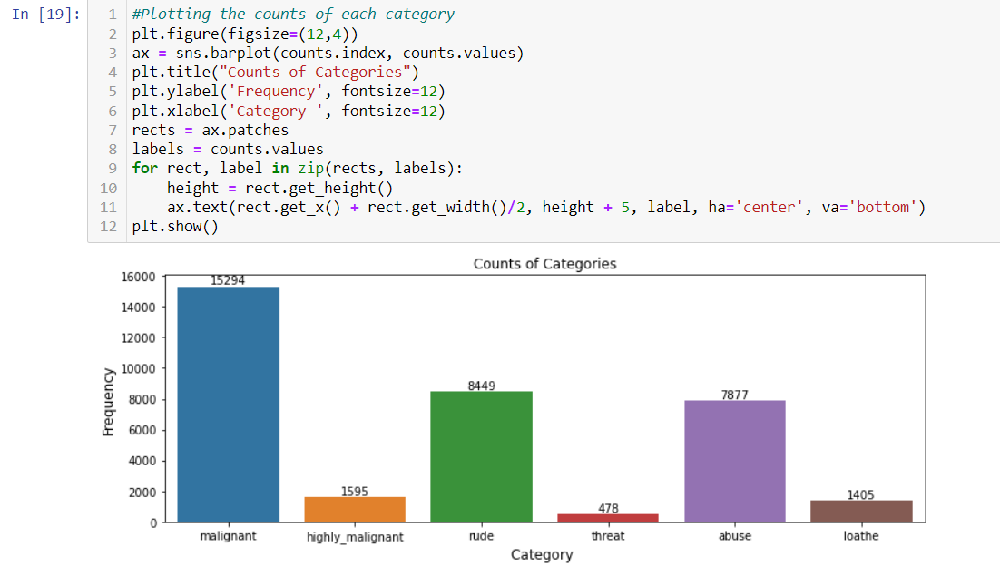 In [19]:
1 #Plotting the counts of each category
2 plt.figure(figsize=(12,4))
3 ax = sns.barplot(counts.index, counts.values)
4 plt.title("Counts of Categories")
5 plt.ylabel('Frequency', fontsize=12)
6 plt.xlabel('Category ', fontsize=12)
7 rects = ax.patches
8 labels = counts.values
9 for rect, label in zip(rects, labels):
10     height = rect.get_height()
11     ax.text(rect.get_x() + rect.get_width()/2, height + 5, label, ha='center', va='bottom')
12 plt.show()
Counts of Categories
Frequency
16000
14000
12000
10000
8000
6000
4000
2000
0
15294
1595
8449
478
7877
1405
malignant
highly_malignant
rude
threat
abuse
loathe
Category